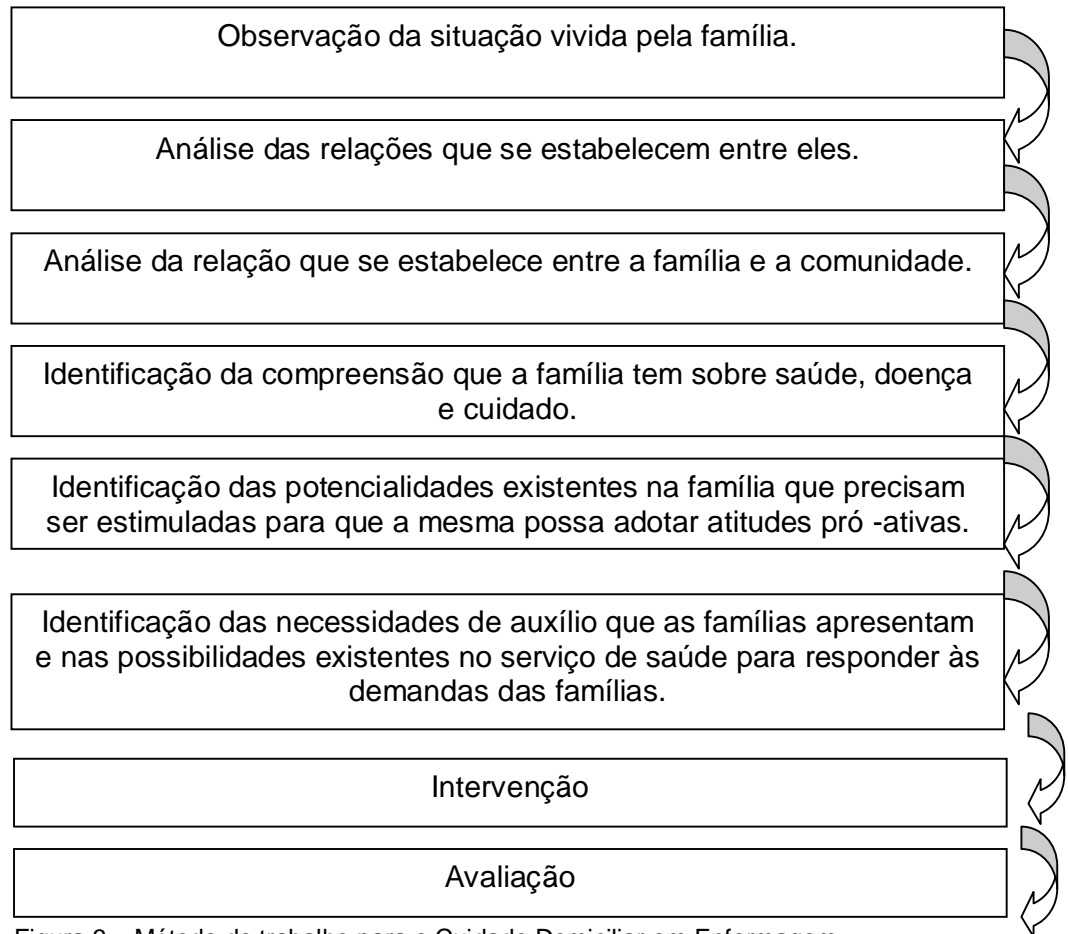 Observação da situação vivida pela família.
Análise das relações que se estabelecem entre eles.
Análise da relação que se estabelece entre a família e a comunidade.
Identificação da compreensão que a família tem sobre saúde, doença
e cuidado.
Identificação das potencialidades existentes na família que precisam
ser estimuladas para que a mesma possa adotar atitudes pró -ativas.
Identificação das necessidades de auxílio que as famílias apresentam
e nas possibilidades existentes no serviço de saúde para responder às
demandas das famílias.
Intervenção
Avaliação
Método de trabalho para o Cuidado Domiciliar em Enfermagem